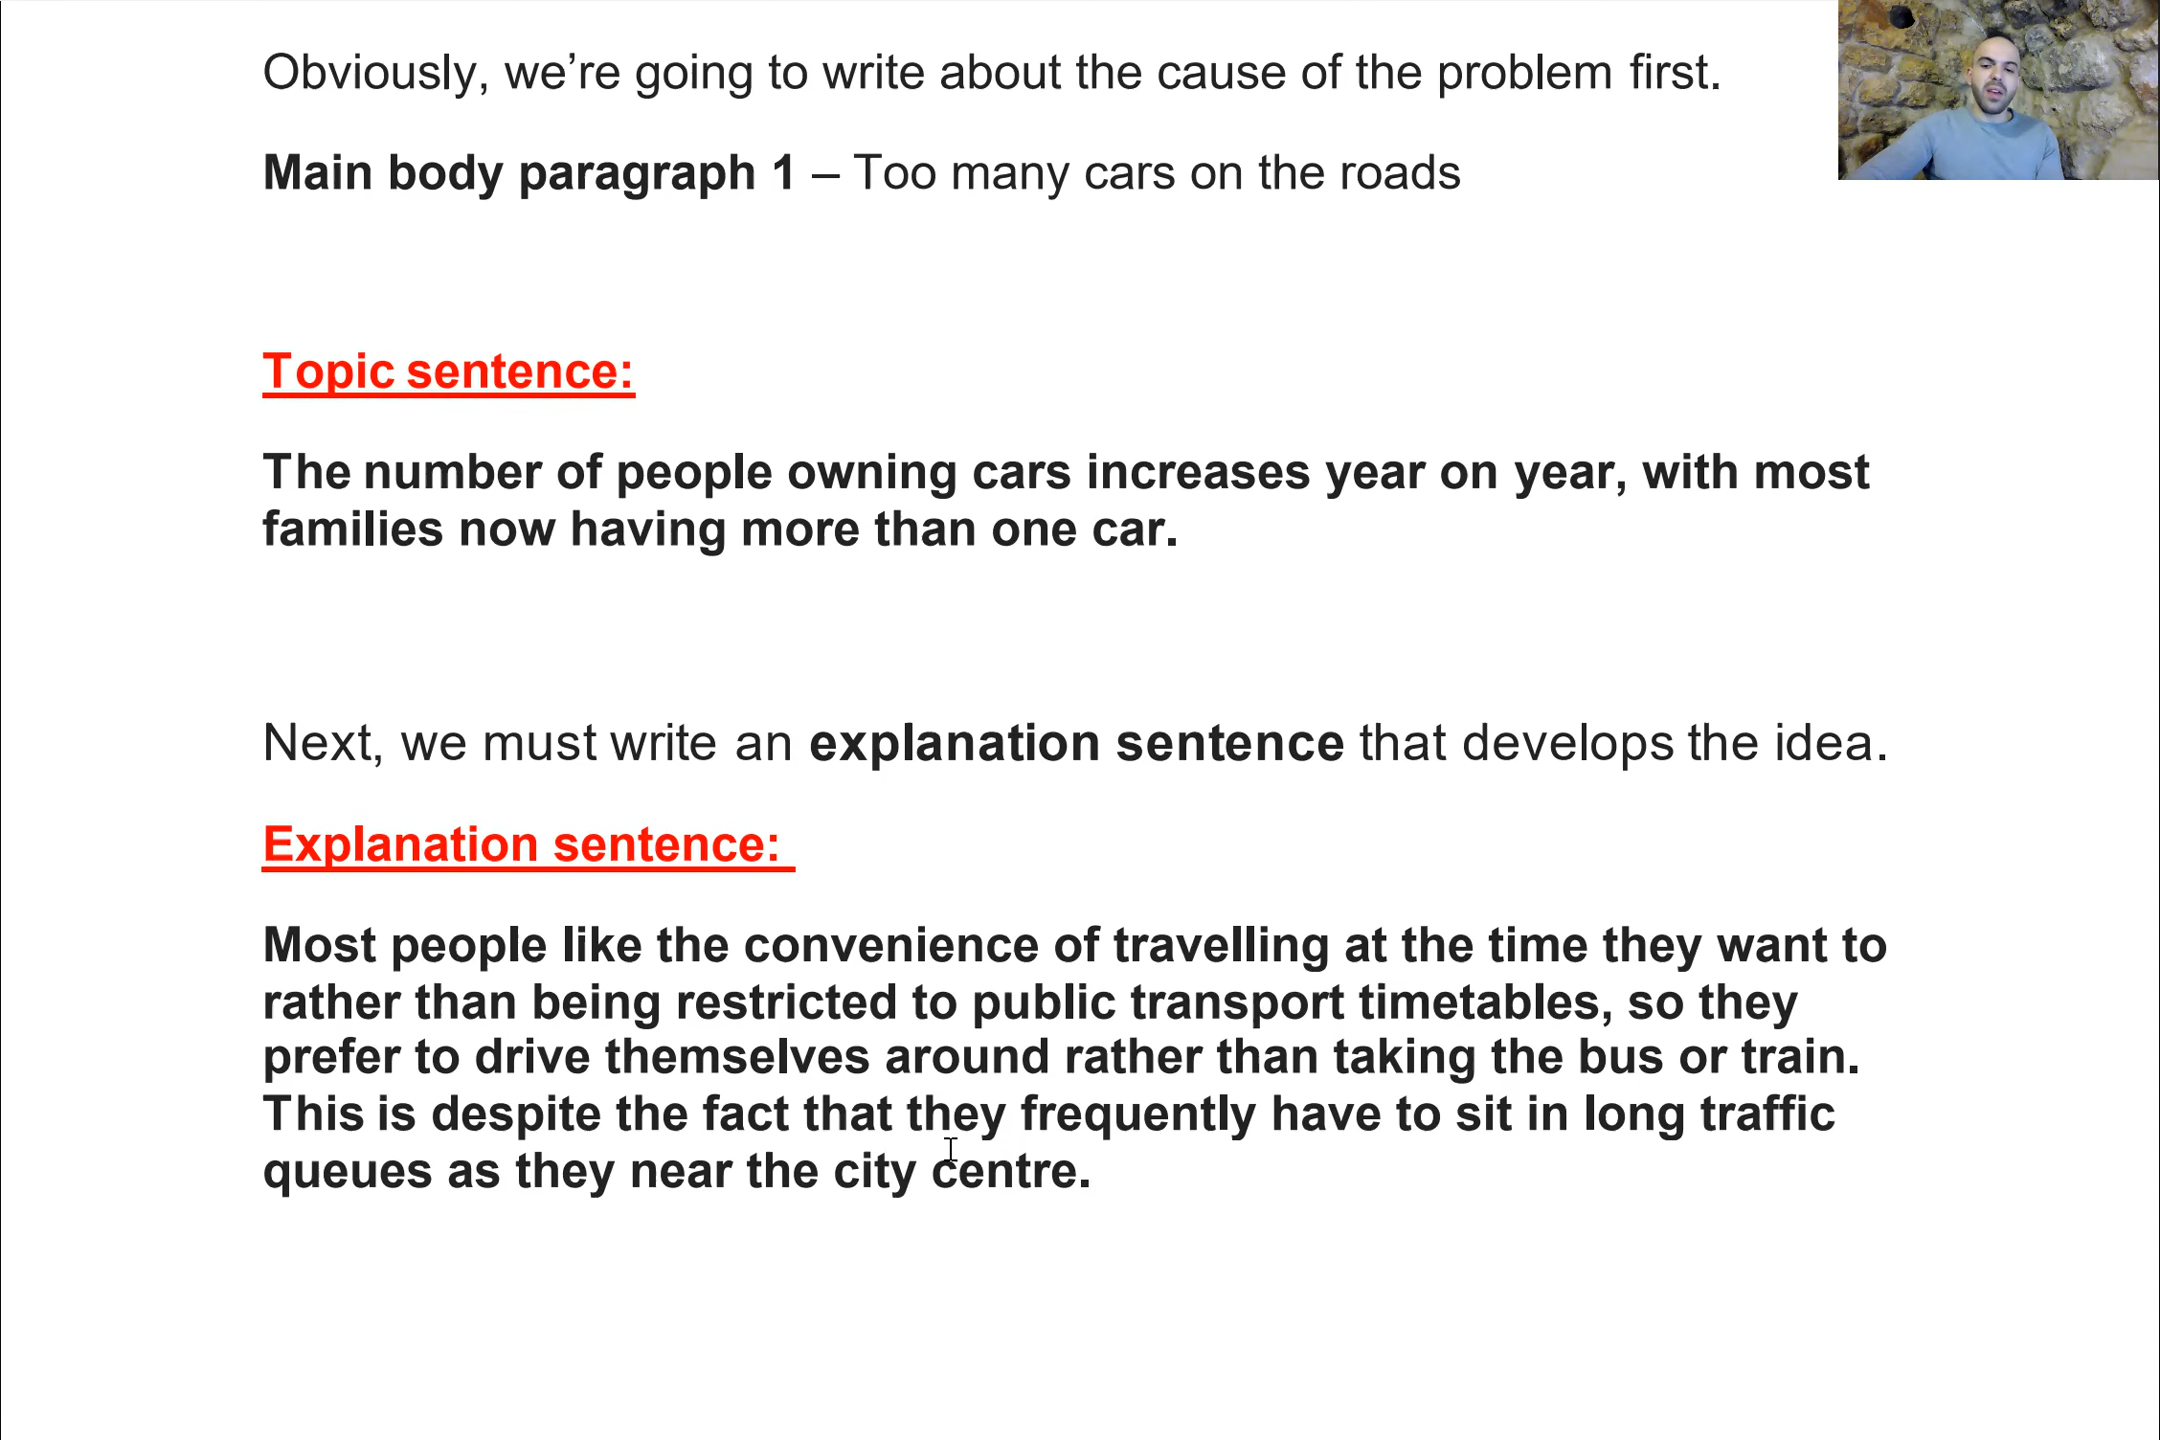 Obviously, we’re going to write about the cause of the problem first.
Main body paragraph 1 – Too many cars on the roads
Topic sentence:
The number of people owning cars increases year on year, with most
families now having more than one car.
Next, we must write an explanation sentence that develops the idea.
Explanation sentence:
Most people like the convenience of travelling at the time they want to
rather than being restricted to public transport timetables, so they
prefer to drive themselves around rather than taking the bus or train.
This is despite the fact that they frequently have to sit in long traffic
queues as they near the city centre.